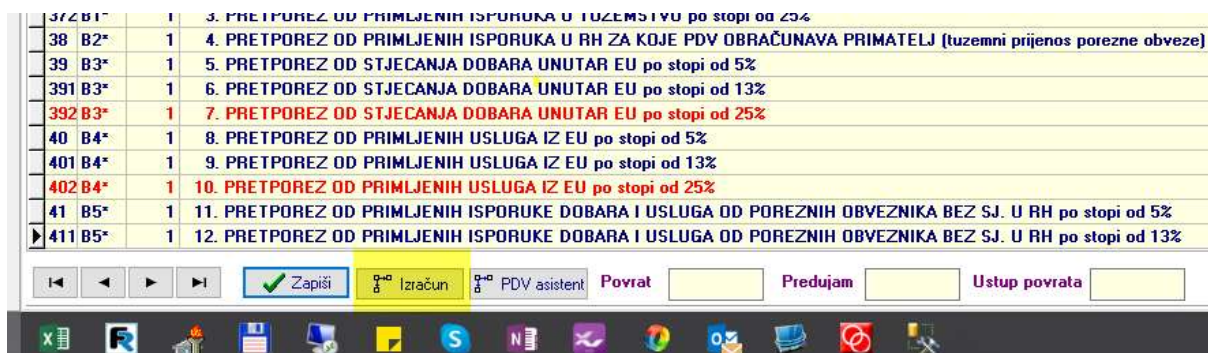 372 B1* 1 3. PRETPOREZ OD PRIMLJENIH ISPORUKA U TUZEMSTVU po stopi od 25%
38 B2* 1 4. PRETPOREZ OD PRIMLJENIH ISPORUKA U RH ZA KOJE PDV OBRAČUNAVA PRIMATELJ (tuzemni prijenos porezne obveze)
39 B3* 1 5. PRETPOREZ OD STJECANJA DOBARA UNUTAR EU po stopi od 5%
391 B3* 1 6. PRETPOREZ OD STJECANJA DOBARA UNUTAR EU po stopi od 13%
392 B3* 1 7. PRETPOREZ OD STJECANJA DOBARA UNUTAR EU po stopi od 25%
40 B4* 1 8. PRETPOREZ OD PRIMLJENIH USLUGA IZ EU po stopi od 5%
401 B4* 1 9. PRETPOREZ OD PRIMLJENIH USLUGA IZ EU po stopi od 13%
402 B4* 1 10. PRETPOREZ OD PRIMLJENIH USLUGA IZ EU po stopi od 25%
41 B5* 1 11. PRETPOREZ OD PRIMLJENIH ISPORUKE DOBARA I USLUGA OD POREZNIH OBVEZNIKA BEZ SJ. U RH po stopi od 5%
411 B5* 1 12. PRETPOREZ OD PRIMLJENIH ISPORUKE DOBARA I USLUGA OD POREZNIH OBVEZNIKA BEZ SJ. U RH po stopi od 13%
Zapiši Izračun PDV asistent Povrat Predujam Ustup povrata